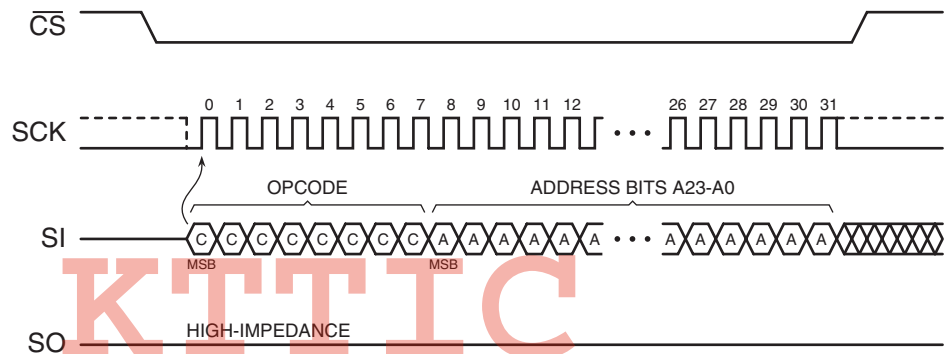 CS
0 1 2 3 4 5 6 7 8 9 10 11 12 26 27 28 29 30 31
SCK
OPCODE ADDRESS BITS A23-A0
SI C C C C C C C C A A A A A A A A A A A A
MSB MSB
KTTIC
HIGH-IMPEDANCE
SO